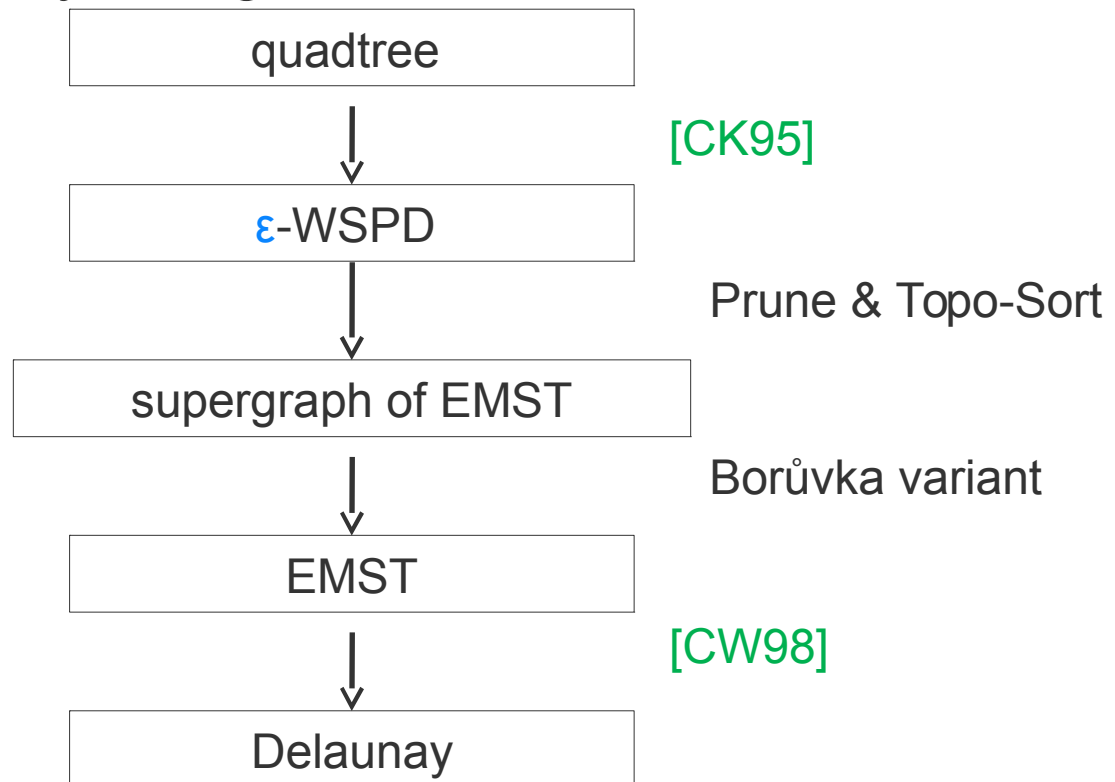 quadtree
[CK95]
ε-WSPD
Prune & Topo-Sort
supergraph of EMST
Borůvka variant
EMST
[CW98]
Delaunay